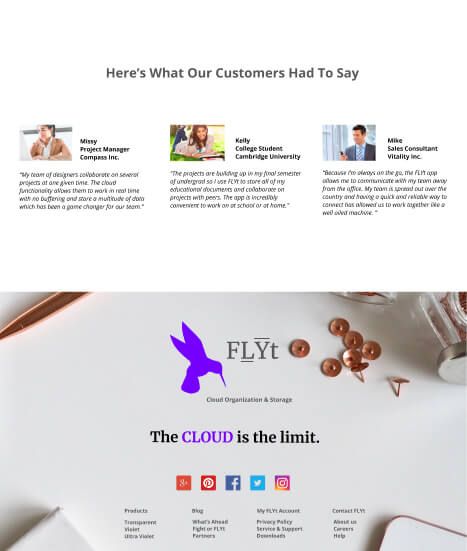 Here's What Our Customers Had To Say
Missy
Project Manager
Compass Inc.
"My team of designers collaborate on several
projects at one given time. The cloud
functionality allows them to work in real time
with no buffering and store a multitude of data
which has been a game changer for our team."
Kelly
College Student
Cambridge University
"The projects are building up in my final semester
of undergrad so I use FLYt to store all of my
educational documents and collaborate on
projects with peers. The app is incredibly
convenient to work on at school or at home."
Mike
Sales Consultant
Vitality Inc.
"Because I'm always on the go, the FLYt app
allows me to communicate with my team away
from the office. My team is spread out over the
country and having a quick and reliable way to
connect has allowed us to work together like a
well oiled machine. "
FLYt
Cloud Organization & Storage
The CLOUD is the limit.
Products
Transparent
Violet
Ultra Violet
Blog
What's Ahead
Fight or FLYt
Partners
My FLYt Account
Privacy Policy
Service & Support
Downloads
Contact FLYt
About us
Careers
Help